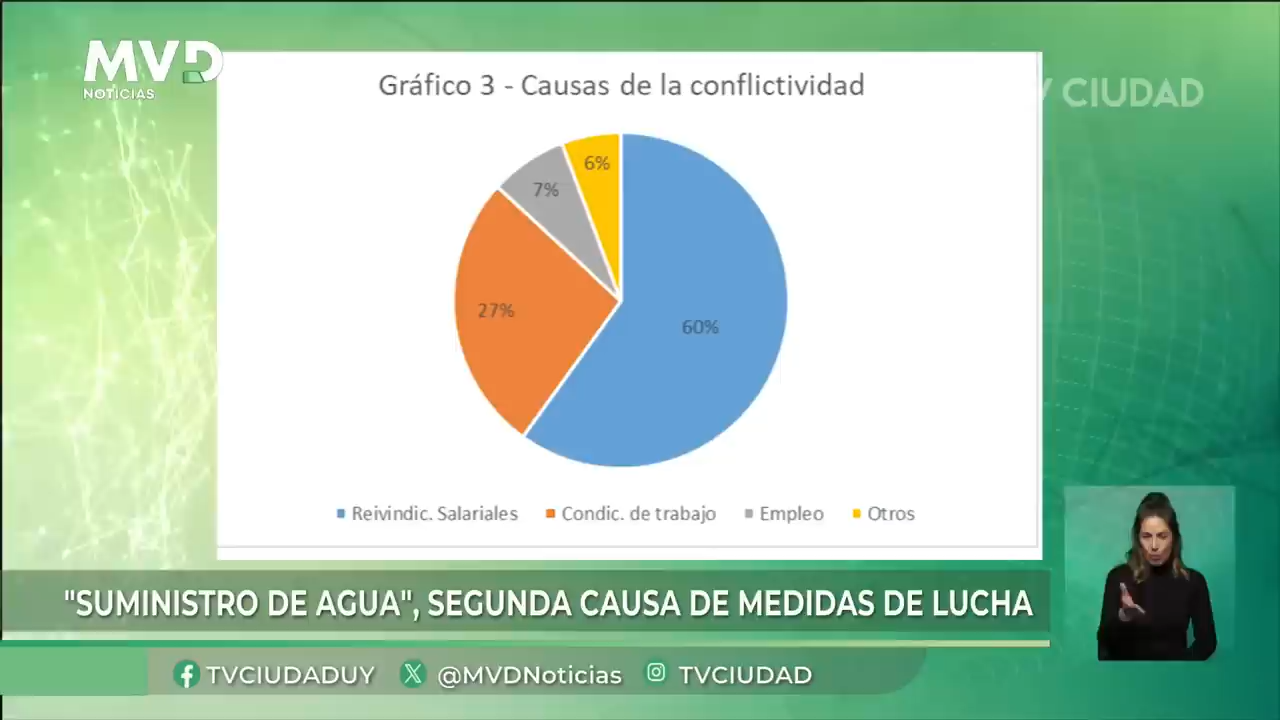 MVD
NOTICIAS
Gráfico 3 - Causas de la conflictividad
CIUDAD
6%
7%
27%
60%
Reivindic. Salariales Condic. de trabajo Empleo Otros
"SUMINISTRO DE AGUA", SEGUNDA CAUSA DE MEDIDAS DE LUCHA
TVCIUDADUY @MVDNoticias TVCIUDAD